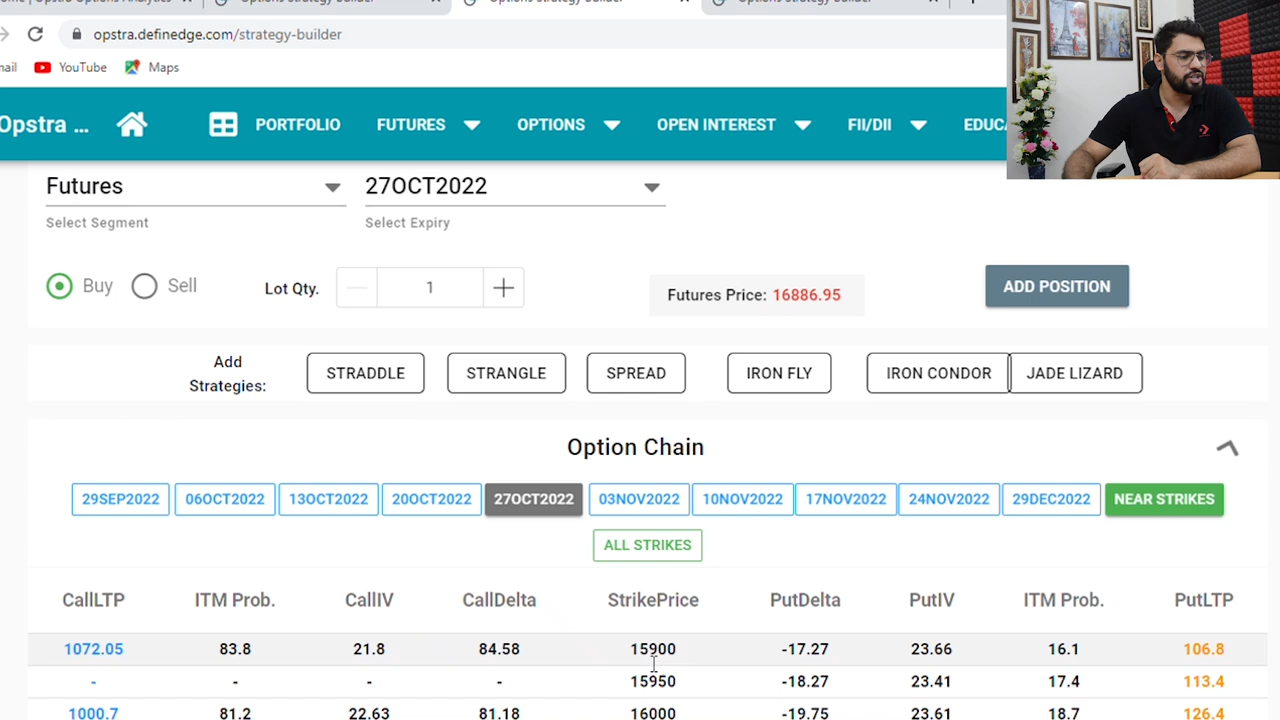 Options Strategy Builder
opstra.definedge.com/strategy-builder
YouTube Maps
Opstra ... PORTFOLIO FUTURES OPTIONS OPEN INTEREST FII/DII EDUC
Futures 27OCT2022
Select Segment Select Expiry
Buy Sell Lot Qty. 1 Futures Price: 16886.95 ADD POSITION
Add Strategies: STRADDLE STRANGLE SPREAD IRON FLY IRON CONDOR JADE LIZARD
Option Chain
29SEP2022 06OCT2022 13OCT2022 20OCT2022 27OCT2022 03NOV2022 10NOV2022 17NOV2022 24NOV2022 29DEC2022 NEAR STRIKES
ALL STRIKES
CallLTP ITM Prob. CallIV CallDelta StrikePrice PutDelta PutIV ITM Prob. PutLTP
1072.05 83.8 21.8 84.58 15900 -17.27 23.66 16.1 106.8
- - - - 15950 -18.27 23.41 17.4 113.4
1000.7 81.2 22.63 81.18 16000 -19.75 23.61 18.7 126.4